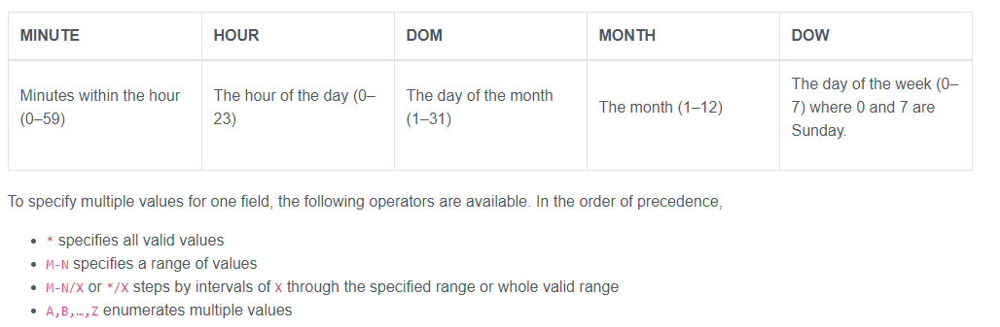 MINUTE HOUR DOM MONTH DOW
Minutes within the hour
(0–59)
The hour of the day (0–
23)
The day of the month
(1–31)
The month (1–12)
The day of the week (0–
7) where 0 and 7 are
Sunday.
To specify multiple values for one field, the following operators are available. In the order of precedence,
• * specifies all valid values
• M-N specifies a range of values
• M-N/X or */X steps by intervals of X through the specified range or whole valid range
• A,B,…,Z enumerates multiple values